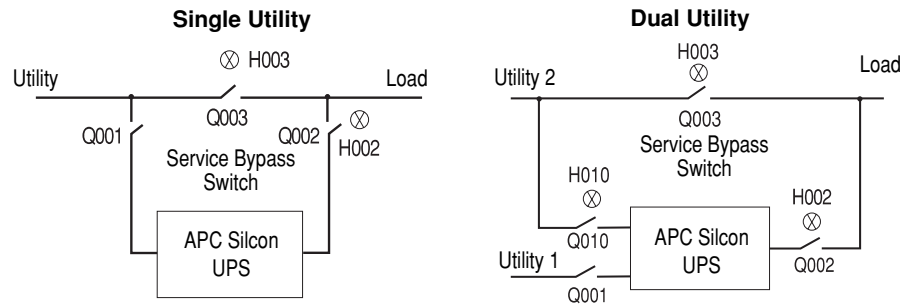 Single Utility
H003
Utility
Load
Q003
Q001
Q002
H002
Service Bypass
Switch
APC Silcon
UPS
Dual Utility
H003
Utility 2
Load
Q003
Service Bypass
Switch
H010
H002
Q010
APC Silcon
UPS
Q002
Utility 1
Q001